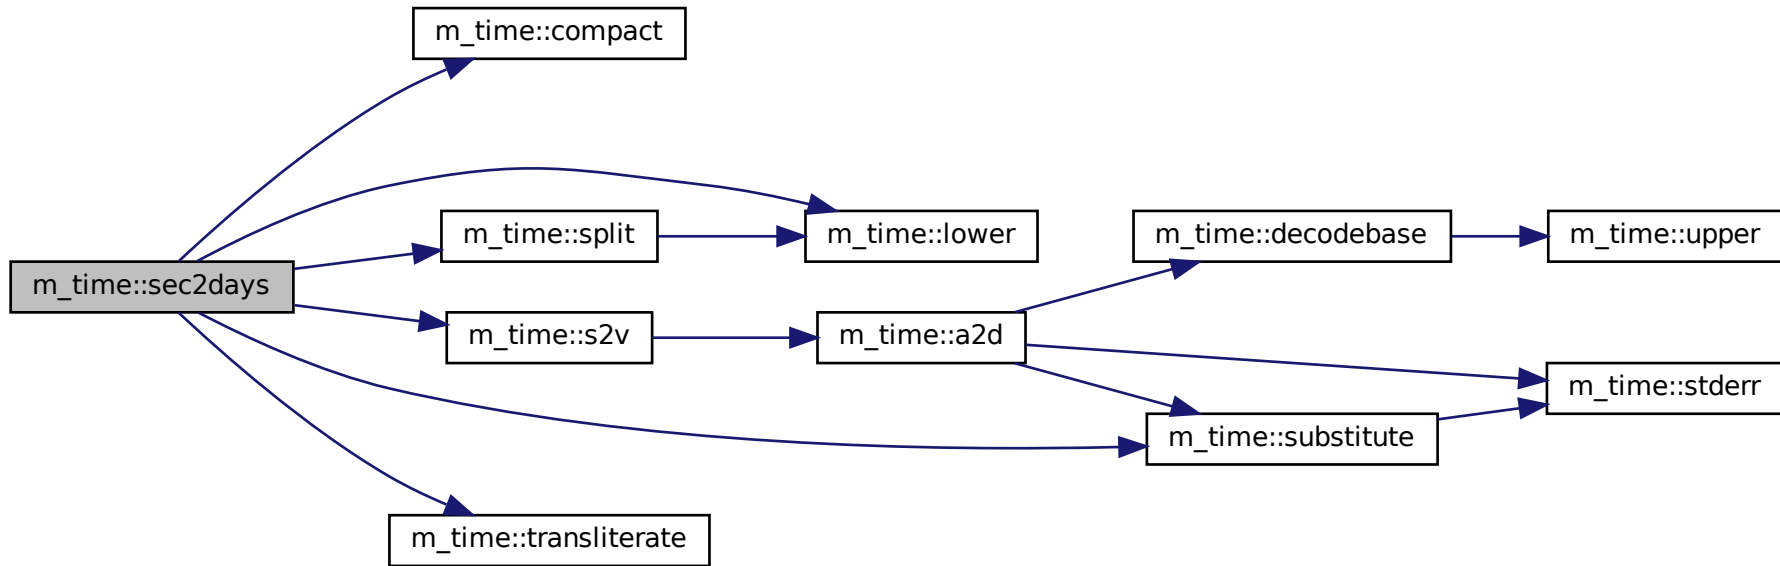 m_time::compact
m_time::split
m_time::lower
m_time::decodebase
m_time::upper
m_time::sec2days
m_time::s2v
m_time::a2d
m_time::stderr
m_time::substitute
m_time::transliterate